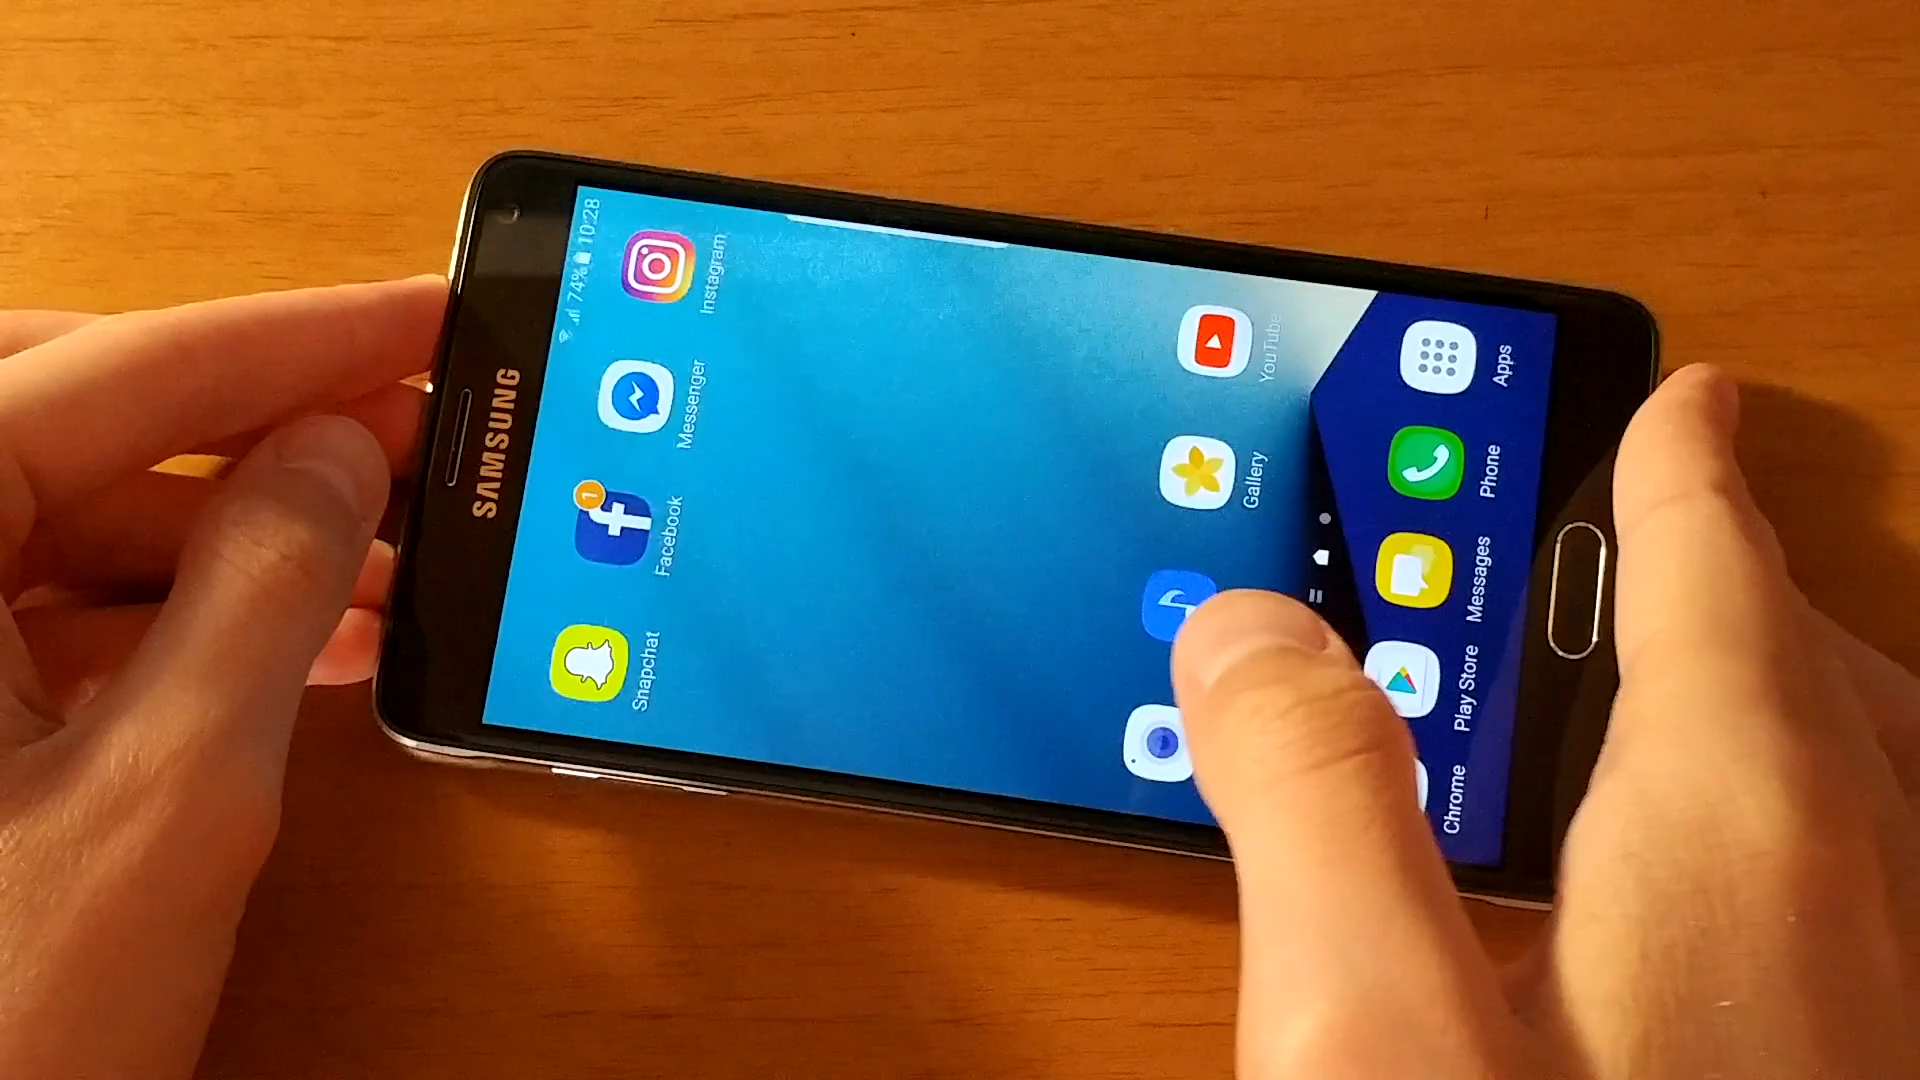 SAMSUNG
74% 10:28
Snapchat
Facebook
1
Messenger
Instagram
Gallery
YouTube
Chrome
Play Store
Messages
Phone
Apps